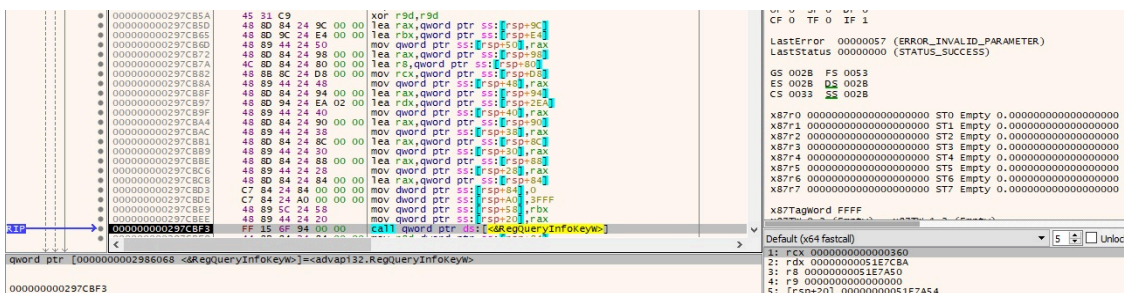 000000000297CB5A 45 31 C9 xor r9d,r9d
000000000297CB5D 48 8D 84 24 9C 00 00 lea rax,qword ptr ss:[rsp+9C]
000000000297CB65 48 8D 9C 24 E4 00 00 lea rbx,qword ptr ss:[rsp+E4]
000000000297CB6D 48 89 44 24 50 mov qword ptr ss:[rsp+50],rax
000000000297CB72 48 8D 84 24 98 00 00 lea rax,qword ptr ss:[rsp+98]
000000000297CB7A 4C 8D 84 24 80 00 00 lea r8,qword ptr ss:[rsp+80]
000000000297CB82 48 8B 8C 24 D8 00 00 mov rcx,qword ptr ss:[rsp+D8]
000000000297CB8A 48 89 44 24 48 mov qword ptr ss:[rsp+48],rax
000000000297CB8F 48 8D 84 24 94 00 00 lea rax,qword ptr ss:[rsp+94]
000000000297CB97 48 8D 94 24 EA 02 00 lea rdx,qword ptr ss:[rsp+2EA]
000000000297CB9F 48 89 44 24 40 mov qword ptr ss:[rsp+40],rax
000000000297CBA4 48 8D 84 24 90 00 00 lea rax,qword ptr ss:[rsp+90]
000000000297CBAC 48 89 44 24 38 mov qword ptr ss:[rsp+38],rax
000000000297CBB1 48 8D 84 24 8C 00 00 lea rax,qword ptr ss:[rsp+8C]
000000000297CBB9 48 89 44 24 30 mov qword ptr ss:[rsp+30],rax
000000000297CBBE 48 8D 84 24 88 00 00 lea rax,qword ptr ss:[rsp+88]
000000000297CBC6 48 89 44 24 28 mov qword ptr ss:[rsp+28],rax
000000000297CBCB 48 8D 84 24 84 00 00 lea rax,qword ptr ss:[rsp+84]
000000000297CBD3 C7 84 24 84 00 00 00 mov dword ptr ss:[rsp+84],0
000000000297CBDE C7 84 24 A0 00 00 00 mov dword ptr ss:[rsp+A0],3FFF
000000000297CBE9 48 89 5C 24 58 mov qword ptr ss:[rsp+58],rbx
000000000297CBEE 48 89 44 24 20 mov qword ptr ss:[rsp+20],rax
RIP 000000000297CBF3 FF 15 6F 94 00 00 call qword ptr ds:[<&RegQueryInfoKeyW>]
qword ptr [0000000002986068 <&RegQueryInfoKeyW>]=<advapi32.RegQueryInfoKeyW>
000000000297CBF3
CF 0 TF 0 IF 1
LastError 00000057 (ERROR_INVALID_PARAMETER)
LastStatus 00000000 (STATUS_SUCCESS)
GS 002B FS 0053
ES 002B DS 002B
CS 0033 SS 002B
x87r0 00000000000000000000 ST0 Empty 0.000000000000000000
x87r1 00000000000000000000 ST1 Empty 0.000000000000000000
x87r2 00000000000000000000 ST2 Empty 0.000000000000000000
x87r3 00000000000000000000 ST3 Empty 0.000000000000000000
x87r4 00000000000000000000 ST4 Empty 0.000000000000000000
x87r5 00000000000000000000 ST5 Empty 0.000000000000000000
x87r6 00000000000000000000 ST6 Empty 0.000000000000000000
x87r7 00000000000000000000 ST7 Empty 0.000000000000000000
x87TagWord FFFF
Default (x64 fastcall) 5 Unloc
1: rcx 0000000000000360
2: rdx 00000000051E7CBA
3: r8 00000000051E7A50
4: r9 0000000000000000
5: [rsp+20] 00000000051E7A54